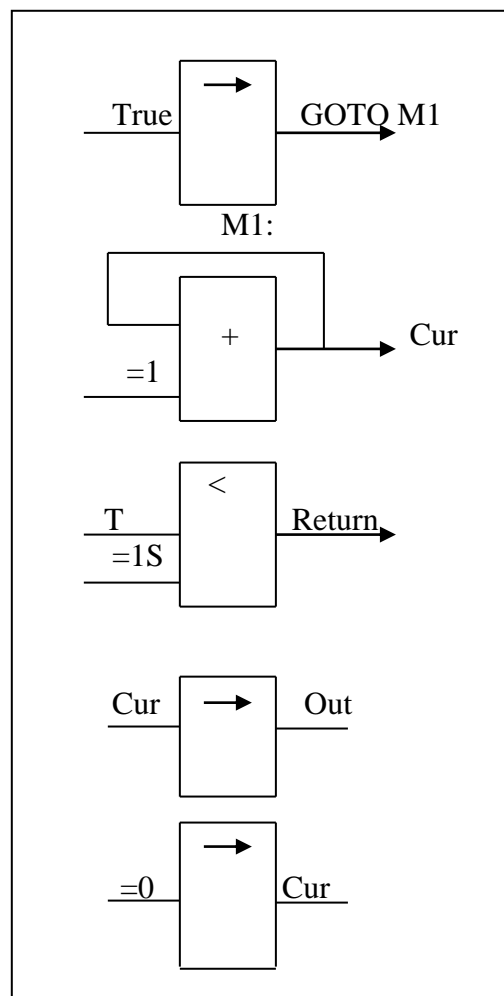 True GOTO M1
M1:
+ Cur
=1
<
T Return
=1S
Cur Out
=0 Cur